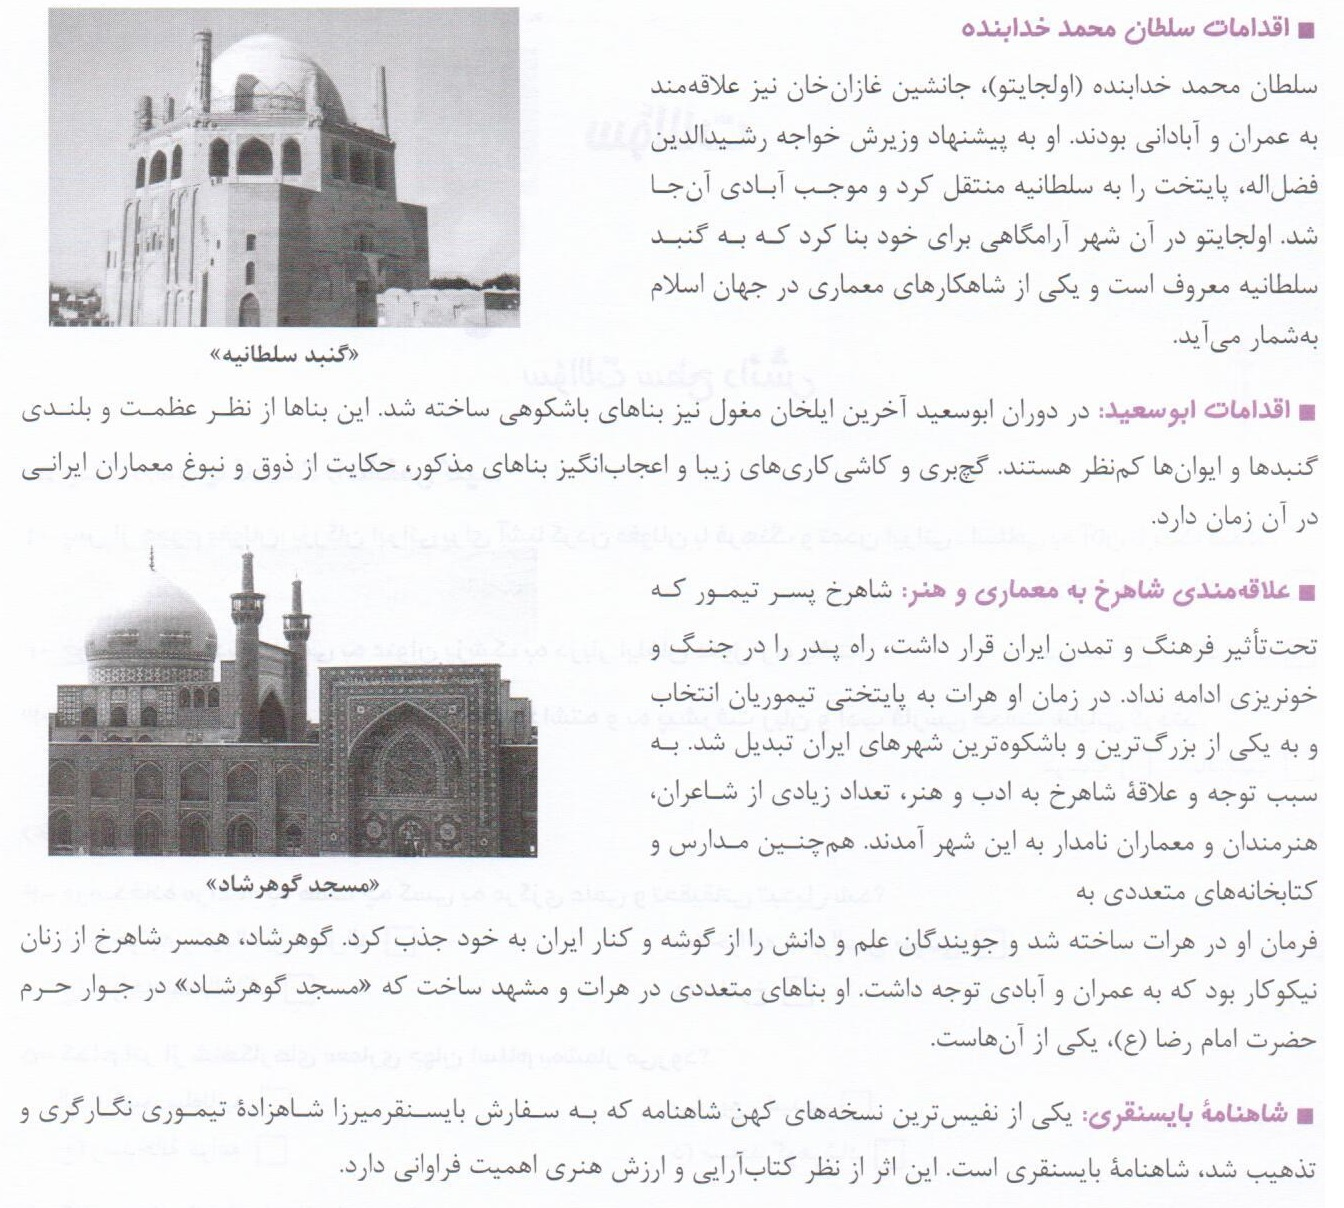 ■ اقدامات سلطان محمد خدابنده
سلطان محمد خدابنده (اولجایتو)، جانشین غازان‌خان نیز علاقه‌مند
به عمران و آبادانی بودند. او به پیشنهاد وزیرش خواجه رشیدالدین
فضل‌اله، پایتخت را به سلطانیه منتقل کرد و موجب آبادی آن‌جا
شد. اولجایتو در آن شهر آرامگاهی برای خود بنا کرد که به گنبد
سلطانیه معروف است و یکی از شاهکارهای معماری در جهان اسلام
به‌شمار می‌آید.
«گنبد سلطانیه»
■ اقدامات ابوسعید: در دوران ابوسعید آخرین ایلخان مغول نیز بناهای باشکوهی ساخته شد. این بناها از نظر عظمت و بلندی
گنبدها و ایوان‌ها کم‌نظر هستند. گچ‌بری و کاشی‌کاری‌های زیبا و اعجاب‌انگیز بناهای مذکور، حکایت از ذوق و نبوغ معماران ایرانی
در آن زمان دارد.
■ علاقه‌مندی شاهرخ به معماری و هنر: شاهرخ پسر تیمور که
تحت‌تأثیر فرهنگ و تمدن ایران قرار داشت، راه پدر را در جنگ و
خونریزی ادامه نداد. در زمان او هرات به پایتختی تیموریان انتخاب
و به یکی از بزرگ‌ترین و باشکوه‌ترین شهرهای ایران تبدیل شد. به
سبب توجه و علاقهٔ شاهرخ به ادب و هنر، تعداد زیادی از شاعران،
هنرمندان و معماران نامدار به این شهر آمدند. هم‌چنین مدارس و
کتابخانه‌های متعددی به
«مسجد گوهرشاد»
فرمان او در هرات ساخته شد و جویندگان علم و دانش را از گوشه و کنار ایران به خود جذب کرد. گوهرشاد، همسر شاهرخ از زنان
نیکوکار بود که به عمران و آبادی توجه داشت. او بناهای متعددی در هرات و مشهد ساخت که «مسجد گوهرشاد» در جوار حرم
حضرت امام رضا (ع)، یکی از آن‌هاست.
■ شاهنامهٔ بایسنقری: یکی از نفیس‌ترین نسخه‌های کهن شاهنامه که به سفارش بایسنقرمیرزا شاهزادهٔ تیموری نگارگری و
تذهیب شد، شاهنامهٔ بایسنقری است. این اثر از نظر کتاب‌آرایی و ارزش هنری اهمیت فراوانی دارد.